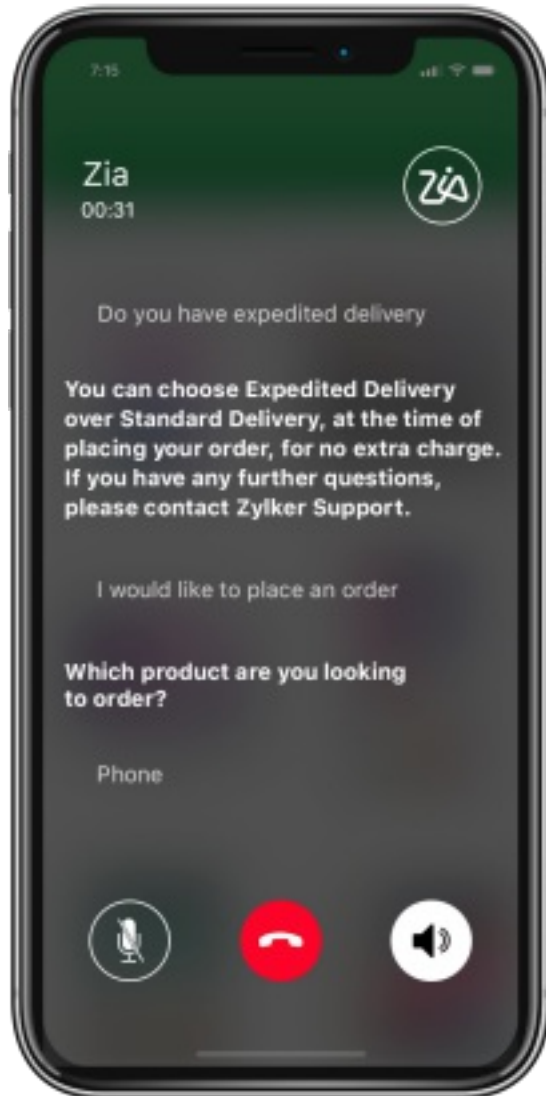 7:15
Zia
00:31
Zia
Do you have expedited delivery
You can choose Expedited Delivery
over Standard Delivery, at the time of
placing your order, for no extra charge.
If you have any further questions,
please contact Zylker Support.
I would like to place an order
Which product are you looking
to order?
Phone